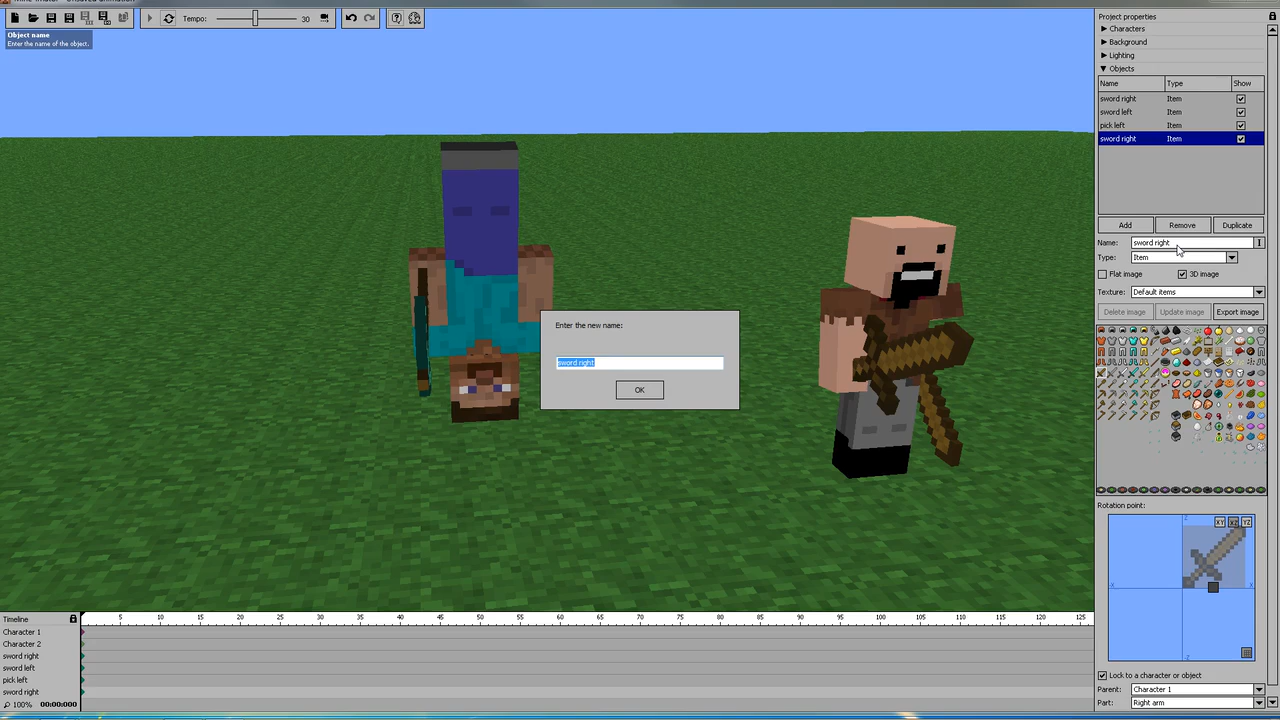 Tempo:
30
Object name
Enter the name of the object.
Project properties
Characters
Background
Lighting
Objects
Name Type Show
sword right Item
sword left Item
pick left Item
sword right Item
Add Remove Duplicate
Name: sword right
Type: Item
Flat image 3D image
Texture: Default items
Delete image Update image Export image
Enter the new name:
sword right
OK
Rotation point:
XY XZ YZ
Z
-X X
-Z
Lock to a character or object
Parent: Character 1
Part: Right arm
Timeline
5 10 15 20 25 30 35 40 45 50 55 60 65 70 75 80 85 90 95 100 105 110 115 120 125
Character 1
Character 2
sword right
sword left
pick left
sword right
100% 00:00:000